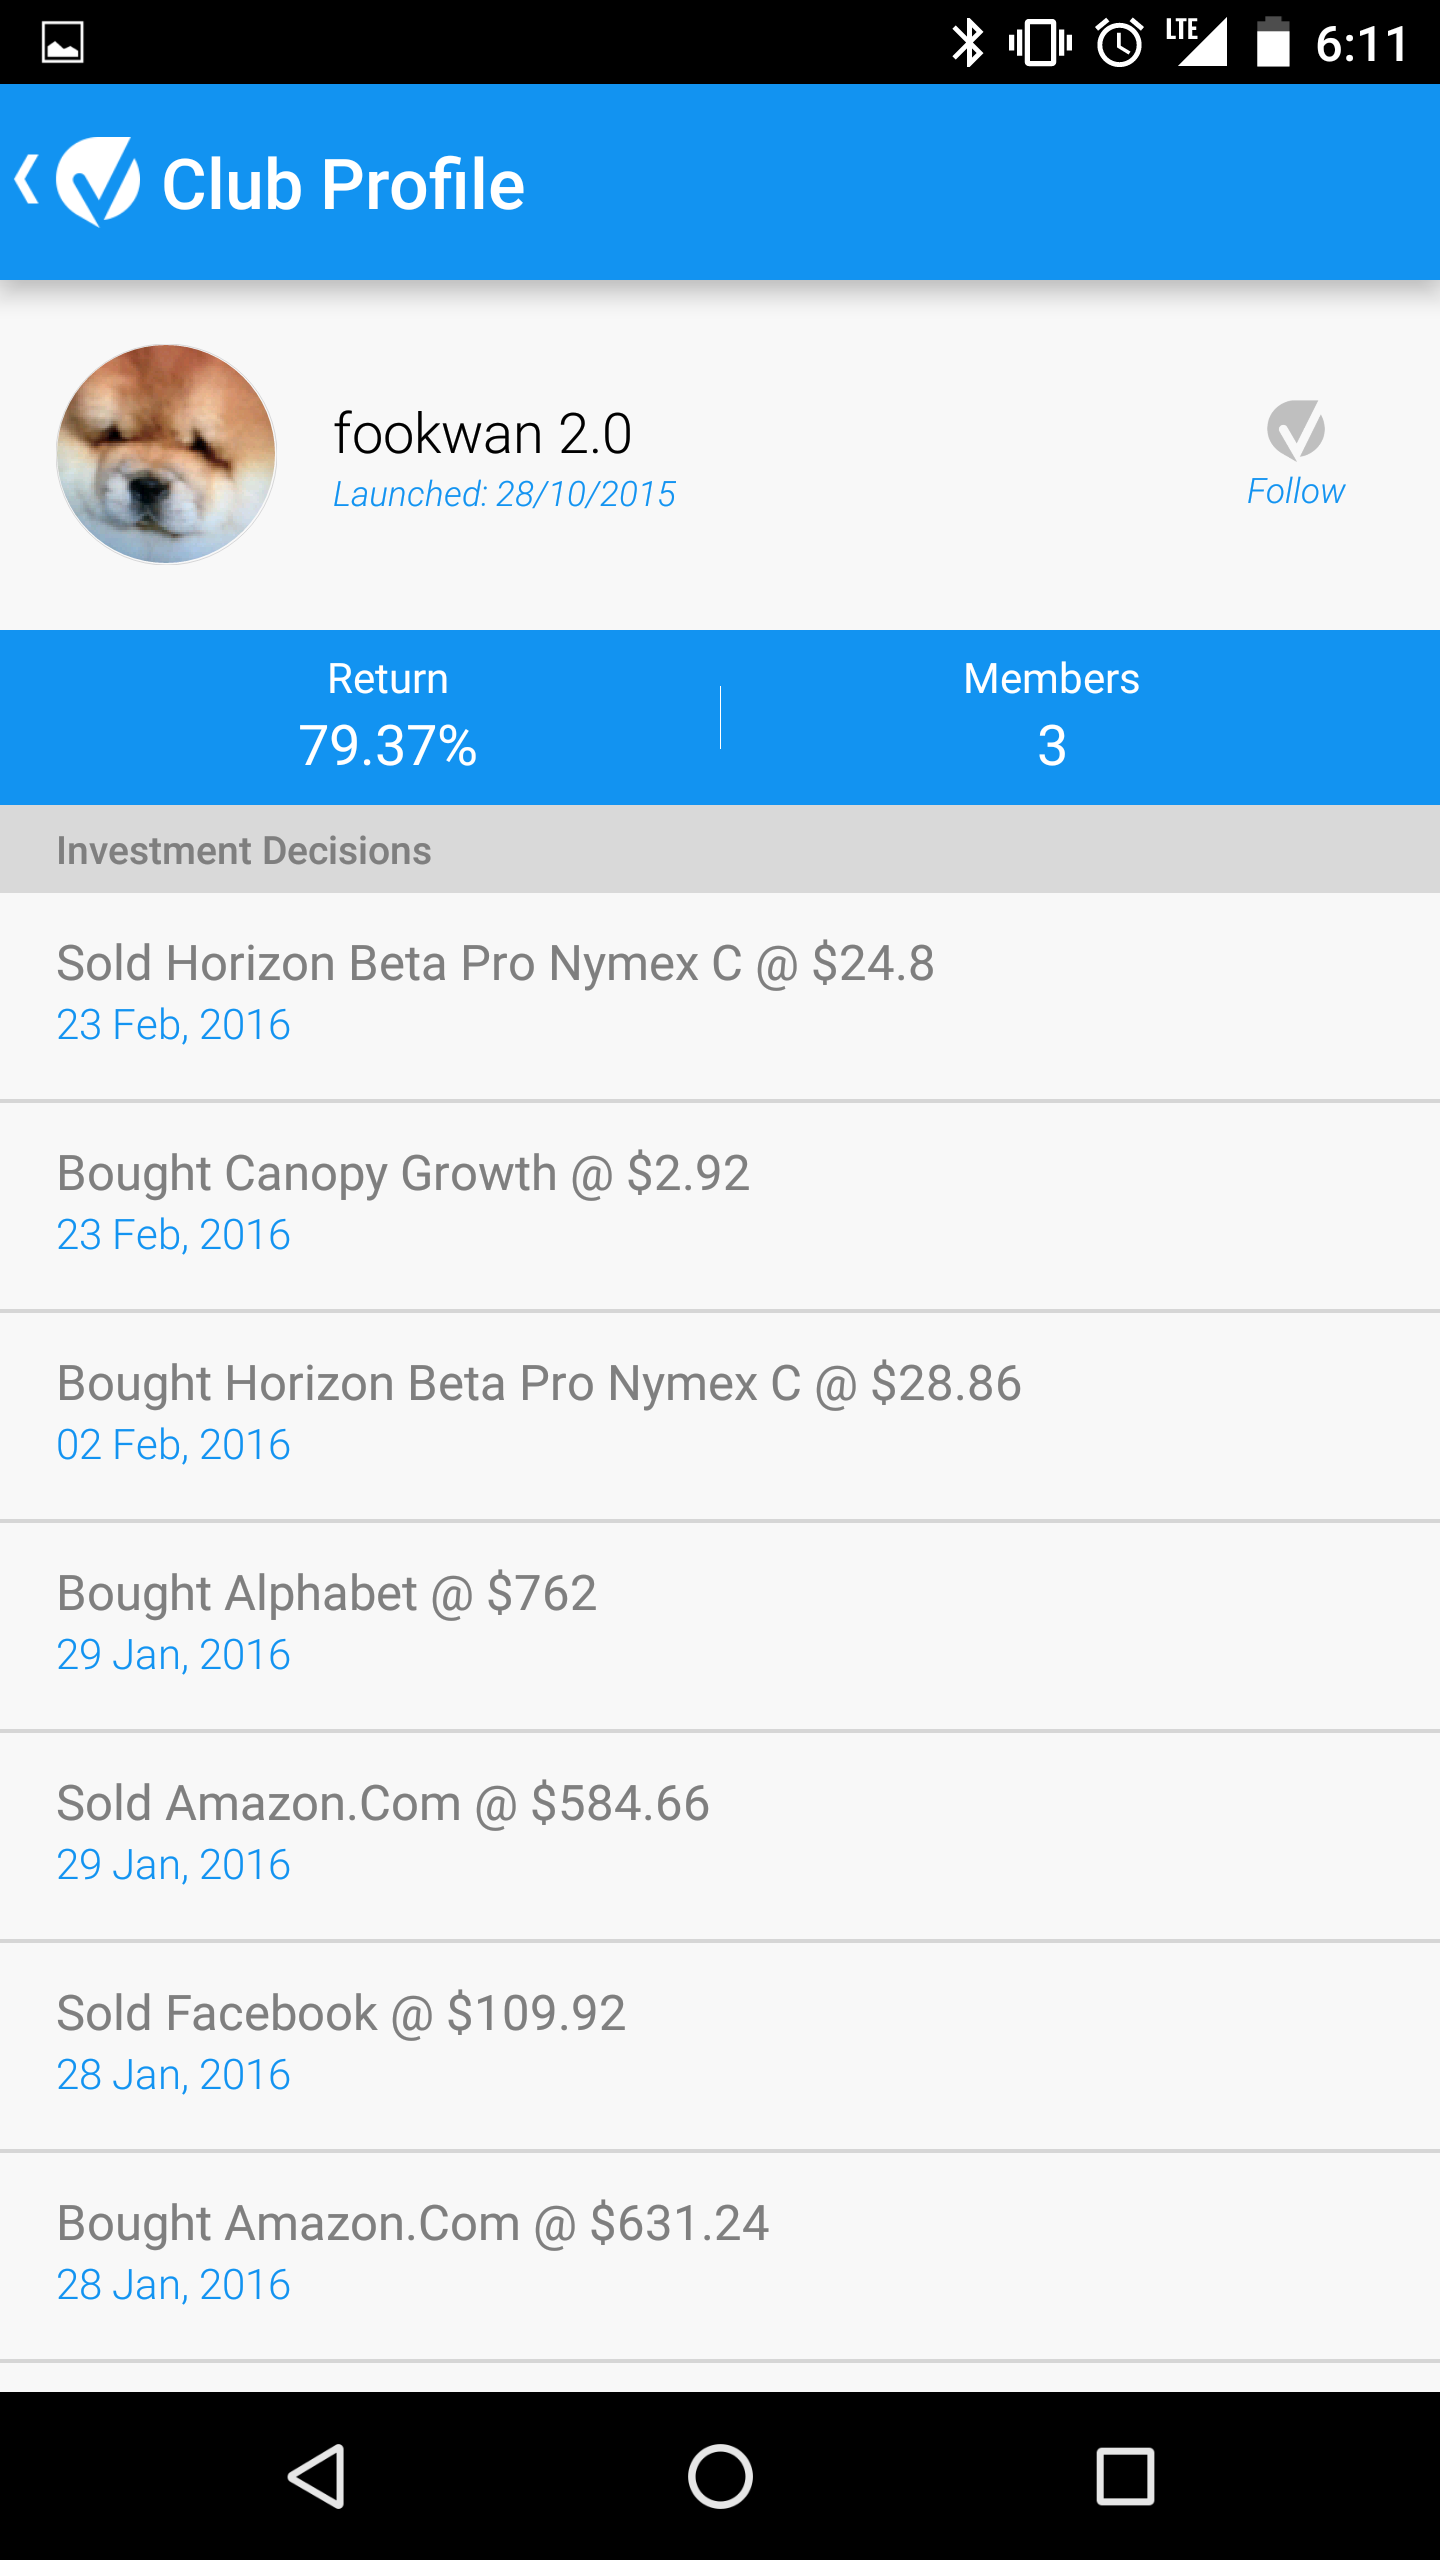 LTE 6:11
Club Profile
fookwan 2.0
Launched: 28/10/2015
Follow
Return
79.37%
Members
3
Investment Decisions
Sold Horizon Beta Pro Nymex C @ $24.8
23 Feb, 2016
Bought Canopy Growth @ $2.92
23 Feb, 2016
Bought Horizon Beta Pro Nymex C @ $28.86
02 Feb, 2016
Bought Alphabet @ $762
29 Jan, 2016
Sold Amazon.Com @ $584.66
29 Jan, 2016
Sold Facebook @ $109.92
28 Jan, 2016
Bought Amazon.Com @ $631.24
28 Jan, 2016